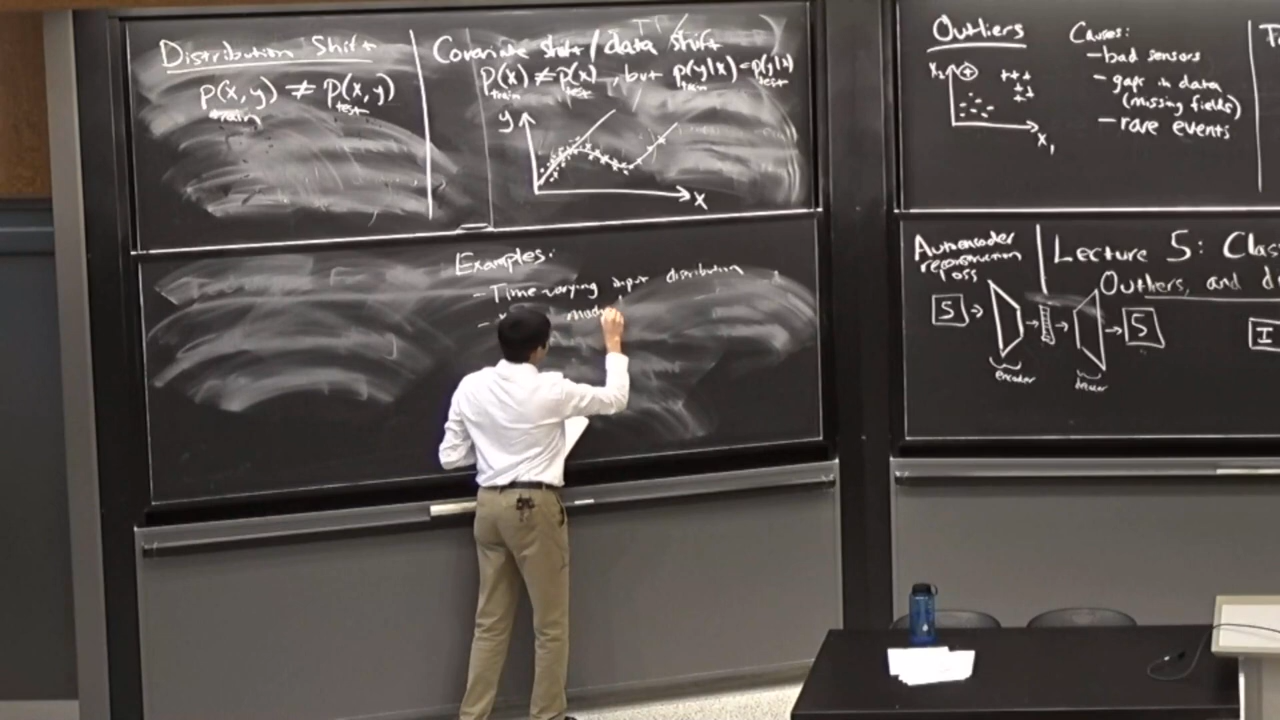 Distribution Shift
p(x,y) ≠ p(x,y)
train test
Covariate shift / data shift
p(x) ≠ p(x), but p(y|x) = p(y|x)
train test train test
y
x
Examples:
- Time-varying input distribution
-
Outliers
x₂
x₁
Causes:
- bad sensors
- gaps in data
(missing fields)
- rare events
Autoencoder
reconstruction
loss
5
5
encoder
Lecture 5: Clas
Outliers, and d
I